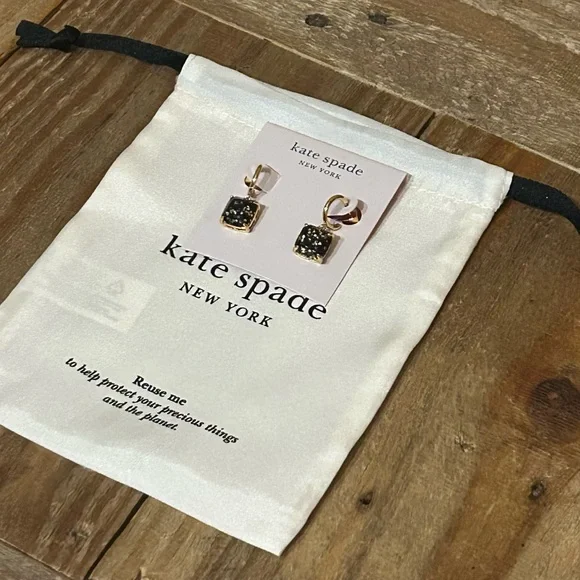 kate spade
NEW YORK
kate spade
NEW YORK
Reuse me
to help protect your precious things
and the planet.